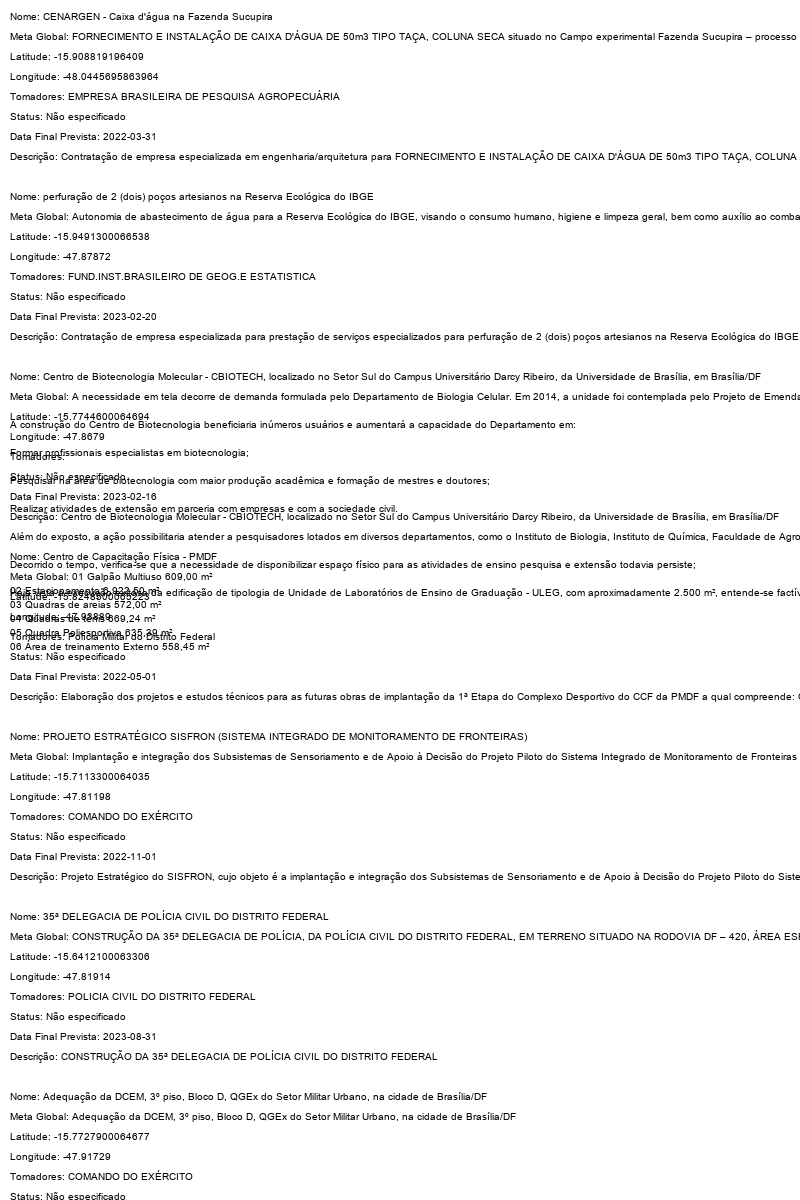 Nome: CENARGEN - Caixa d'água na Fazenda Sucupira
Meta Global: FORNECIMENTO E INSTALAÇÃO DE CAIXA D'ÁGUA DE 50m3 TIPO TAÇA, COLUNA SECA situado no Campo experimental Fazenda Sucupira – processo
Latitude: -15.908819196409
Longitude: -48.0445695863964
Tomadores: EMPRESA BRASILEIRA DE PESQUISA AGROPECUÁRIA
Status: Não especificado
Data Final Prevista: 2022-03-31
Descrição: Contratação de empresa especializada em engenharia/arquitetura para FORNECIMENTO E INSTALAÇÃO DE CAIXA D'ÁGUA DE 50m3 TIPO TAÇA, COLUNA
Nome: perfuração de 2 (dois) poços artesianos na Reserva Ecológica do IBGE
Meta Global: Autonomia de abastecimento de água para a Reserva Ecológica do IBGE, visando o consumo humano, higiene e limpeza geral, bem como auxílio ao comba
Latitude: -15.9491300066538
Longitude: -47.87872
Tomadores: FUND.INST.BRASILEIRO DE GEOG.E ESTATISTICA
Status: Não especificado
Data Final Prevista: 2023-02-20
Descrição: Contratação de empresa especializada para prestação de serviços especializados para perfuração de 2 (dois) poços artesianos na Reserva Ecológica do IBGE,
Nome: Centro de Biotecnologia Molecular - CBIOTECH, localizado no Setor Sul do Campus Universitário Darcy Ribeiro, da Universidade de Brasília, em Brasília/DF
Meta Global: A necessidade em tela decorre de demanda formulada pelo Departamento de Biologia Celular. Em 2014, a unidade foi contemplada pelo Projeto de Emenda
Latitude: -15.7744600064694
A construção do Centro de Biotecnologia beneficiaria inúmeros usuários e aumentará a capacidade do Departamento em:
Longitude: -47.8679
Formar profissionais especialistas em biotecnologia;
Tomadores:
Status: Não especificado
Pesquisar na área de biotecnologia com maior produção acadêmica e formação de mestres e doutores;
Data Final Prevista: 2023-02-16
Realizar atividades de extensão em parceria com empresas e com a sociedade civil.
Descrição: Centro de Biotecnologia Molecular - CBIOTECH, localizado no Setor Sul do Campus Universitário Darcy Ribeiro, da Universidade de Brasília, em Brasília/DF
Além do exposto, a ação possibilitaria atender a pesquisadores lotados em diversos departamentos, como o Instituto de Biologia, Instituto de Química, Faculdade de Agro
Nome: Centro de Capacitação Física - PMDF
Decorrido o tempo, verifica-se que a necessidade de disponibilizar espaço físico para as atividades de ensino pesquisa e extensão todavia persiste;
Meta Global: 01 Galpão Multiuso 609,00 m²
02 Estacionamento
da edificação de tipologia de Unidade de Laboratórios de Ensino de Graduação - ULEG, com aproximadamente 2.500 m², entende-se factív
Latitude: -15.8248900065223
03 Quadras de areias 572,00 m²
04 Quadras de tênis 669,24 m²
Longitude:
05 Quadra Poliesportiva 635,39 m²
Tomadores: Polícia Militar do Distrito Federal
06 Área de treinamento Externo 558,45 m²
Status: Não especificado
Data Final Prevista: 2022-05-01
Descrição: Elaboração dos projetos e estudos técnicos para as futuras obras de implantação da 1ª Etapa do Complexo Desportivo do CCF da PMDF a qual compreende:
Nome: PROJETO ESTRATÉGICO SISFRON (SISTEMA INTEGRADO DE MONITORAMENTO DE FRONTEIRAS)
Meta Global: Implantação e integração dos Subsistemas de Sensoriamento e de Apoio à Decisão do Projeto Piloto do Sistema Integrado de Monitoramento de Fronteiras
Latitude: -15.7113300064035
Longitude: -47.81198
Tomadores: COMANDO DO EXÉRCITO
Status: Não especificado
Data Final Prevista: 2022-11-01
Descrição: Projeto Estratégico do SISFRON, cujo objeto é a implantação e integração dos Subsistemas de Sensoriamento e de Apoio à Decisão do Projeto Piloto do Siste
Nome: 35ª DELEGACIA DE POLÍCIA CIVIL DO DISTRITO FEDERAL
Meta Global: CONSTRUÇÃO DA 35ª DELEGACIA DE POLÍCIA, DA POLÍCIA CIVIL DO DISTRITO FEDERAL, EM TERRENO SITUADO NA RODOVIA DF – 420, ÁREA ESP
Latitude: -15.6412100063306
Longitude: -47.81914
Tomadores: POLICIA CIVIL DO DISTRITO FEDERAL
Status: Não especificado
Data Final Prevista: 2023-08-31
Descrição: CONSTRUÇÃO DA 35ª DELEGACIA DE POLÍCIA CIVIL DO DISTRITO FEDERAL
Nome: Adequação da DCEM, 3º piso, Bloco D, QGEx do Setor Militar Urbano, na cidade de Brasília/DF
Meta Global: Adequação da DCEM, 3º piso, Bloco D, QGEx do Setor Militar Urbano, na cidade de Brasília/DF
Latitude: -15.7727900064677
Longitude: -47.91729
Tomadores: COMANDO DO EXÉRCITO
Status: Não especificado